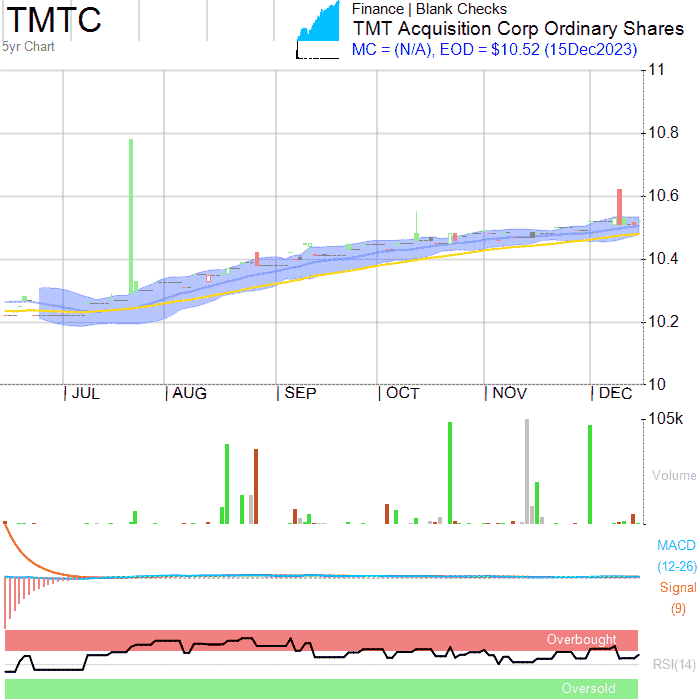 TMTC
5yr Chart
Finance | Blank Checks
TMT Acquisition Corp Ordinary Shares
MC = (N/A), EOD = $10.52 (15Dec2023)
11
10.8
10.6
10.4
10.2
10
JUL AUG SEP OCT NOV DEC
105k
Volume
MACD
(12-26)
Signal
(9)
Overbought
RSI(14)
Oversold